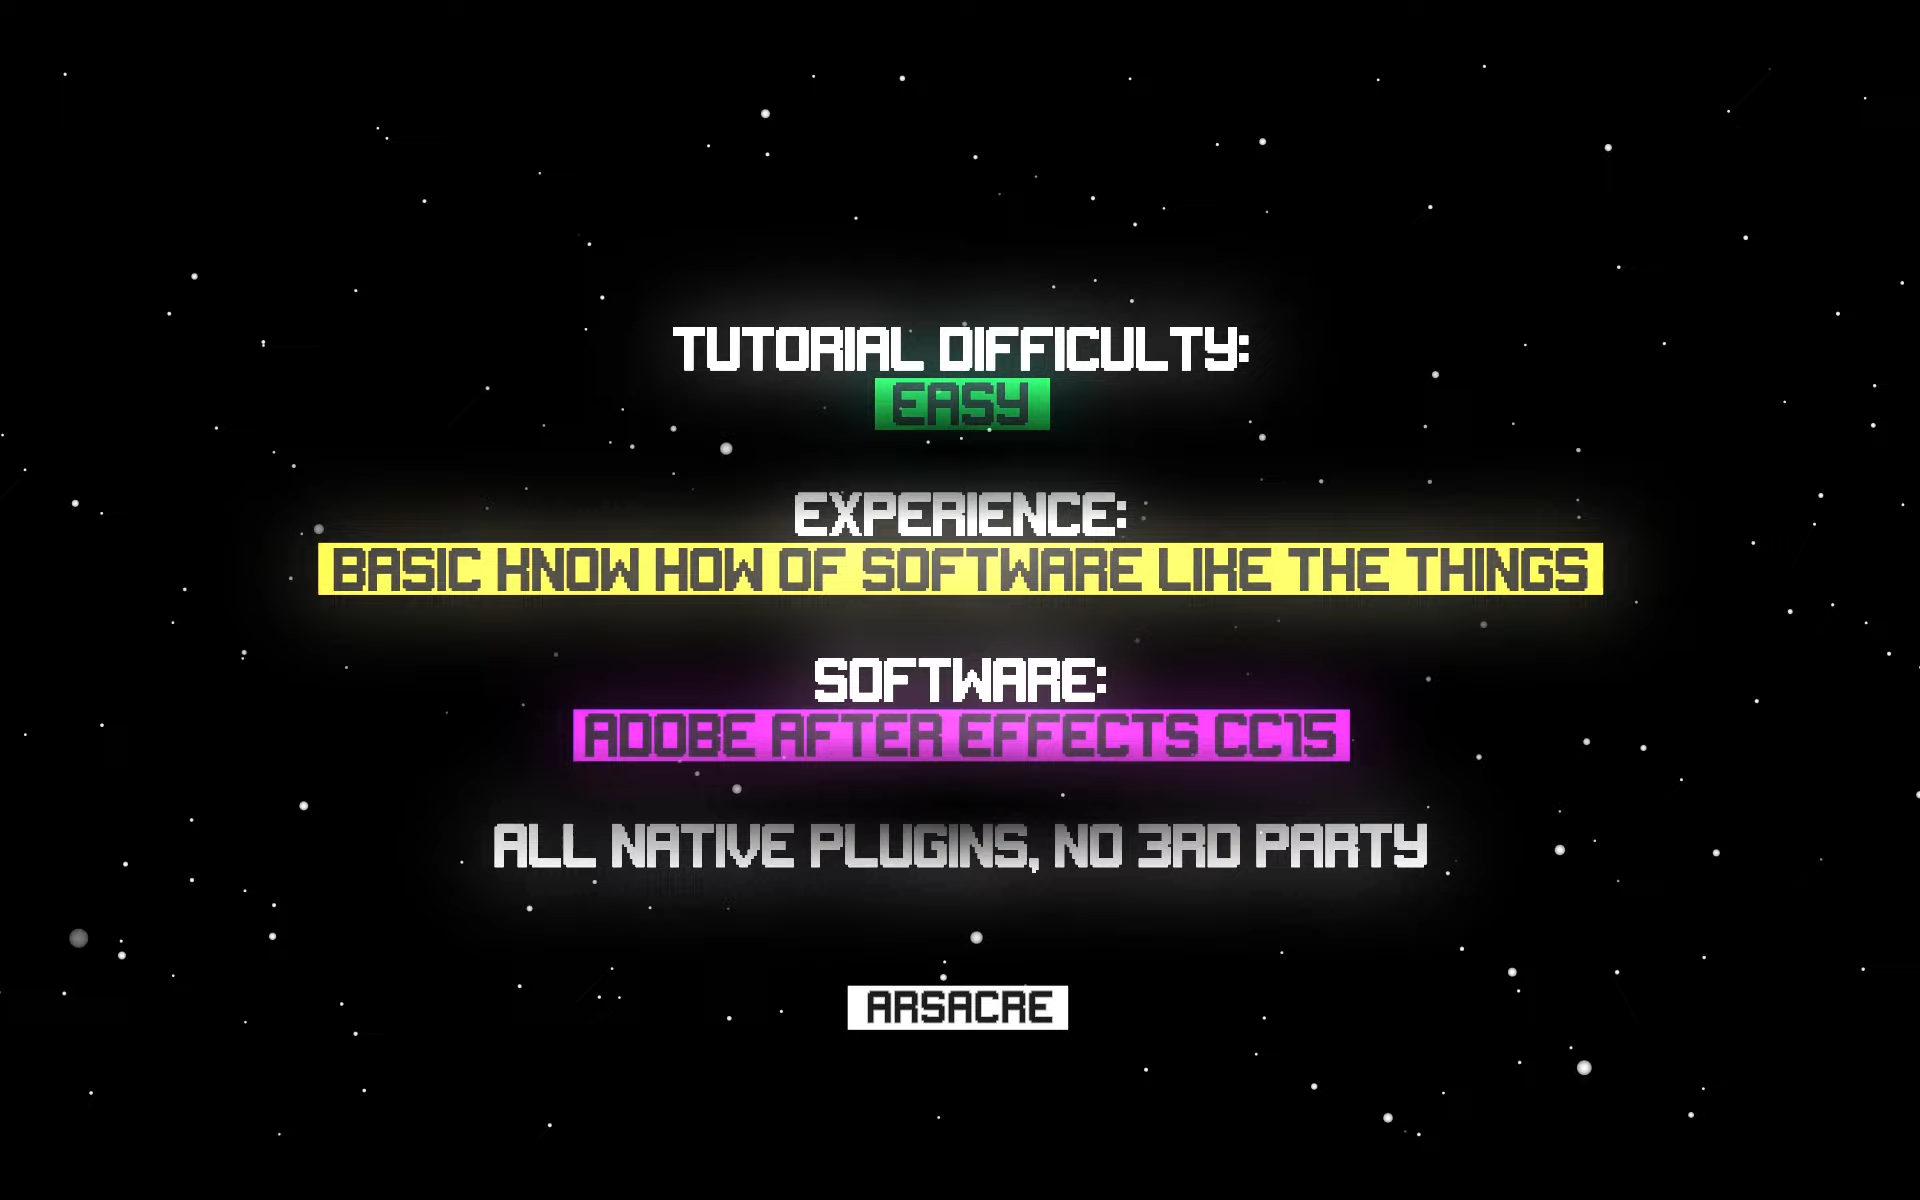 TUTORIAL DIFFICULTY:
EASY
EXPERIENCE:
BASIC KNOW HOW OF SOFTWARE LIKE THE THINGS
SOFTWARE:
ADOBE AFTER EFFECTS CC15
ALL NATIVE PLUGINS, NO 3RD PARTY
ARSACRE